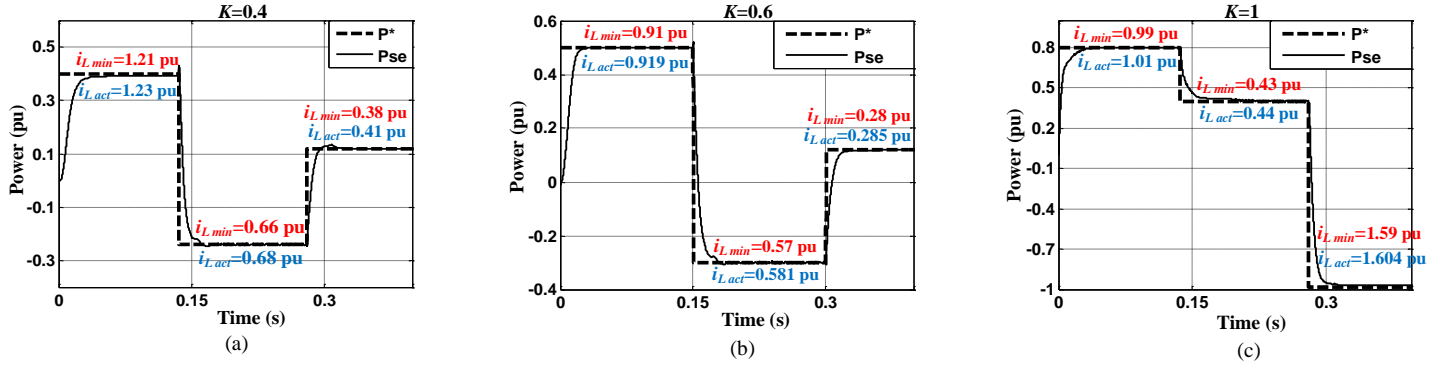 K=0.4
P*
Pse
i_L min=1.21 pu
i_L act=1.23 pu
i_L min=0.38 pu
i_L act=0.41 pu
i_L min=0.66 pu
i_L act=0.68 pu
0.5
0.3
0.1
-0.1
-0.3
Power (pu)
0
0.15
0.3
Time (s)
(a)
K=0.6
P*
Pse
i_L min=0.91 pu
i_L act=0.919 pu
i_L min=0.28 pu
i_L act=0.285 pu
i_L min=0.57 pu
i_L act=0.581 pu
0.6
0.4
0.2
0
-0.2
-0.4
Power (pu)
0
0.15
0.3
Time (s)
(b)
K=1
P*
Pse
i_L min=0.99 pu
i_L act=1.01 pu
i_L min=0.43 pu
i_L act=0.44 pu
i_L min=1.59 pu
i_L act=1.604 pu
0.8
0.5
0.2
-0.1
-0.4
-0.7
-1
Power (pu)
0
0.15
0.3
Time (s)
(c)